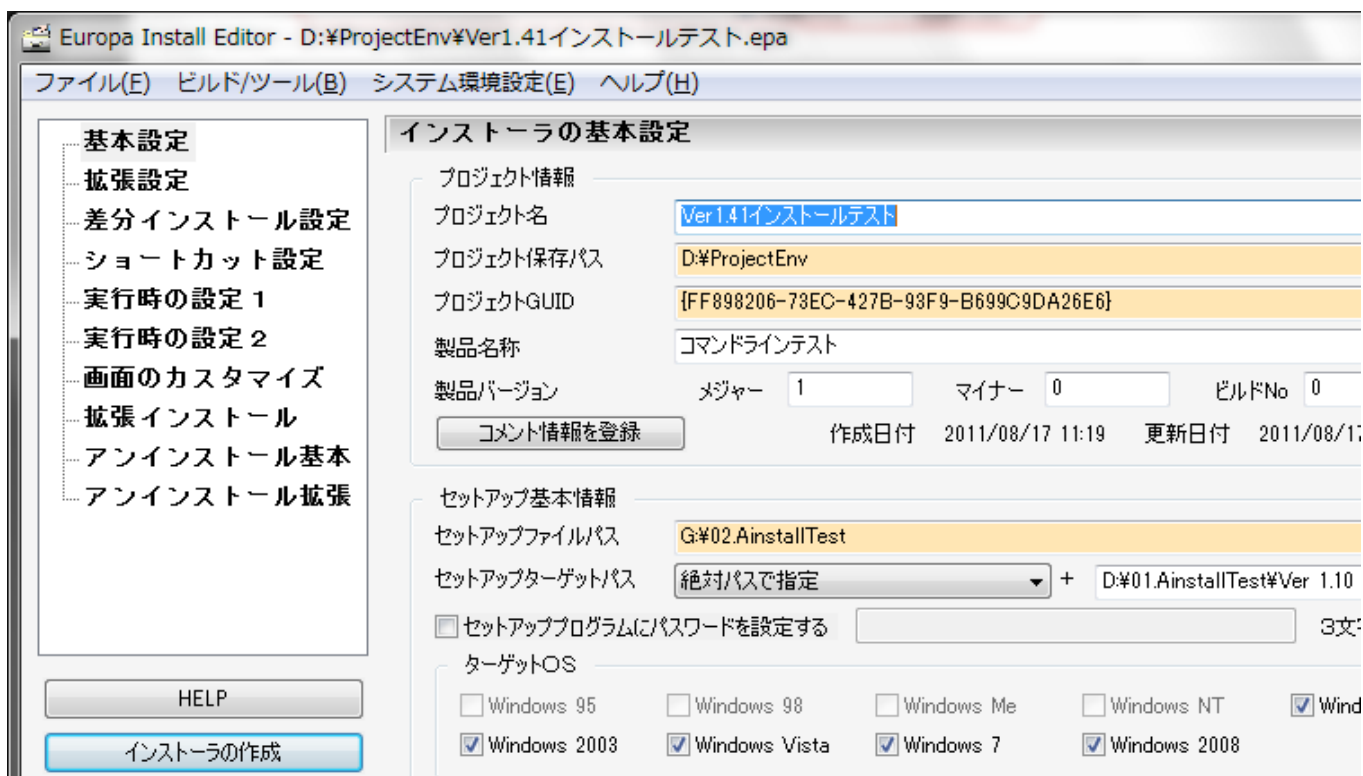 Europa Install Editor - D:¥ProjectEnv¥Ver1.41インストールテスト.epa
ファイル(F) ビルド/ツール(B) システム環境設定(E) ヘルプ(H)
基本設定
拡張設定
差分インストール設定
ショートカット設定
実行時の設定1
実行時の設定2
画面のカスタマイズ
拡張インストール
アンインストール基本
アンインストール拡張
HELP
インストーラの作成
インストーラの基本設定
プロジェクト情報
プロジェクト名 Ver1.41インストールテスト
プロジェクト保存パス D:¥ProjectEnv
プロジェクトGUID {FF898206-73EC-427B-93F9-B699C9DA26E6}
製品名称 コマンドラインテスト
製品バージョン メジャー 1 マイナー 0 ビルドNo 0
コメント情報を登録 作成日付 2011/08/17 11:19 更新日付 2011/08/17
セットアップ基本情報
セットアップファイルパス G:¥02.AinstallTest
セットアップターゲットパス 絶対パスで指定 + D:¥01.AinstallTest¥Ver 1.10
セットアッププログラムにパスワードを設定する 3文
ターゲットOS
Windows 95 Windows 98 Windows Me Windows NT Wind
Windows 2003 Windows Vista Windows 7 Windows 2008